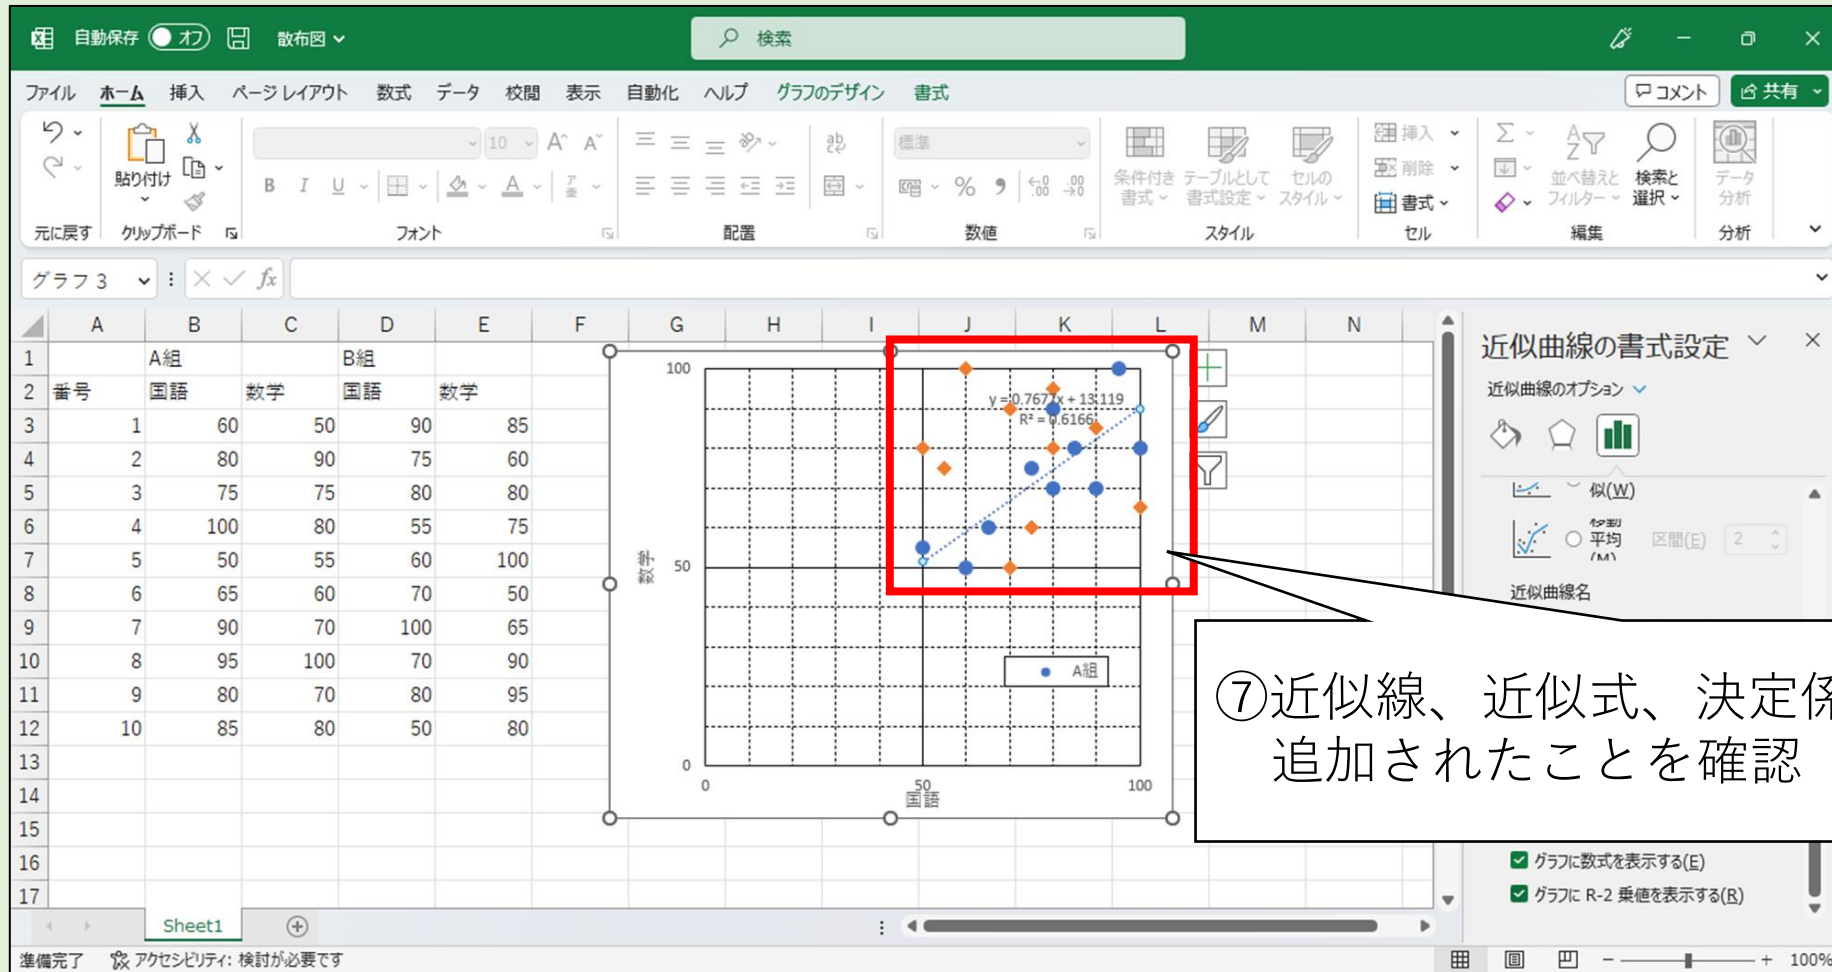 自動保存 オフ 散布図 検索
ファイル ホーム 挿入 ページ レイアウト 数式 データ 校閲 表示 自動化 ヘルプ グラフのデザイン 書式 コメント 共有
貼り付け 10 A A 標準 条件付き書式 テーブルとして書式設定 セルのスタイル 挿入 削除 書式 並べ替えとフィルター 検索と選択 データ分析
B I U A % .00
元に戻す クリップボード フォント 配置 数値 スタイル セル 編集 分析
グラフ 3 fx
A B C D E F G H I J K L M N
1 A組 B組
2 番号 国語 数学 国語 数学
3 1 60 50 90 85
4 2 80 90 75 60
5 3 75 75 80 80
6 4 100 80 55 75
7 5 50 55 60 100
8 6 65 60 70 50
9 7 90 70 100 65
10 8 95 100 70 90
11 9 80 70 80 95
12 10 85 80 50 80
13
14
15
16
17
100
y = 0.7677x + 13.119
R² = 0.6166
数学 50
A組
0
0 50 100
国語
近似曲線の書式設定
近似曲線のオプション
似(W)
移動平均(M) 区間(E) 2
近似曲線名
⑦近似線、近似式、決定係
追加されたことを確認
グラフに数式を表示する(E)
グラフに R-2 乗値を表示する(R)
Sheet1
準備完了 アクセシビリティ: 検討が必要です 100%